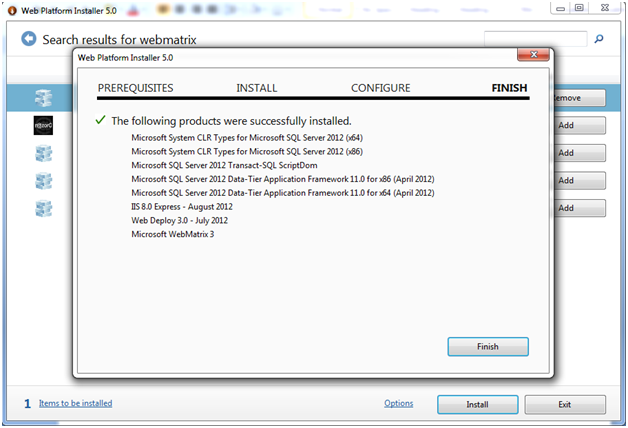 Web Platform Installer 5.0
Search results for webmatrix
Web Platform Installer 5.0
PREREQUISITES INSTALL CONFIGURE FINISH
The following products were successfully installed.
Microsoft System CLR Types for Microsoft SQL Server 2012 (x64)
Microsoft System CLR Types for Microsoft SQL Server 2012 (x86)
Microsoft SQL Server 2012 Transact-SQL ScriptDom
Microsoft SQL Server 2012 Data-Tier Application Framework 11.0 for x86 (April 2012)
Microsoft SQL Server 2012 Data-Tier Application Framework 11.0 for x64 (April 2012)
IIS 8.0 Express - August 2012
Web Deploy 3.0 - July 2012
Microsoft WebMatrix 3
Finish
emove
Add
Add
Add
Add
1 Items to be installed Options Install Exit